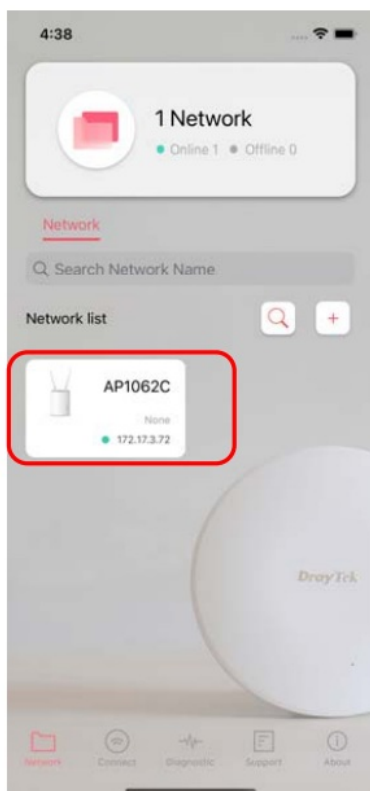 4:38
1 Network
Online 1 Offline 0
Network
Search Network Name
Network list
+
AP1062C
None
172.17.3.72
DrayTek
Network Connect Diagnostic Support About